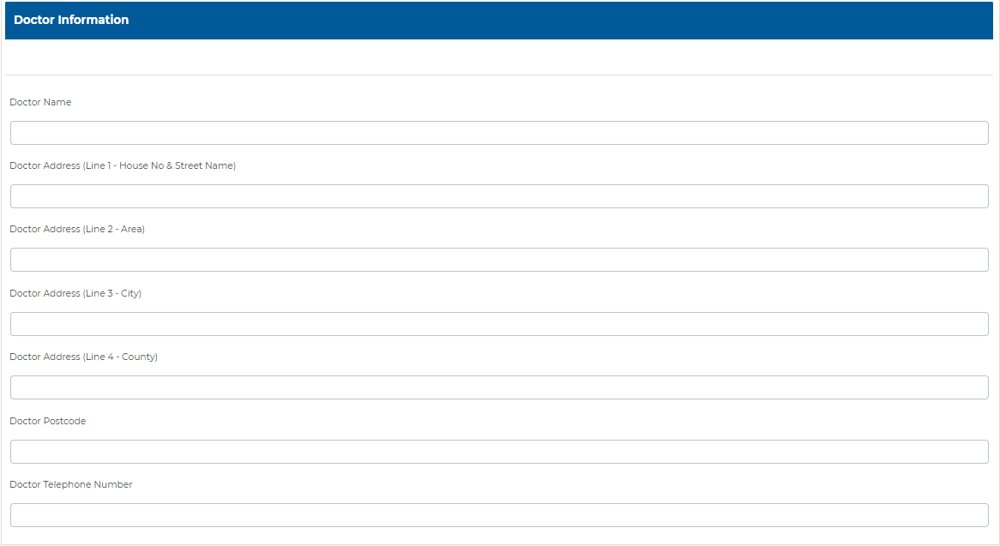 Doctor Information
Doctor Name
Doctor Address (Line 1 - House No & Street Name)
Doctor Address (Line 2 - Area)
Doctor Address (Line 3 - City)
Doctor Address (Line 4 - County)
Doctor Postcode
Doctor Telephone Number